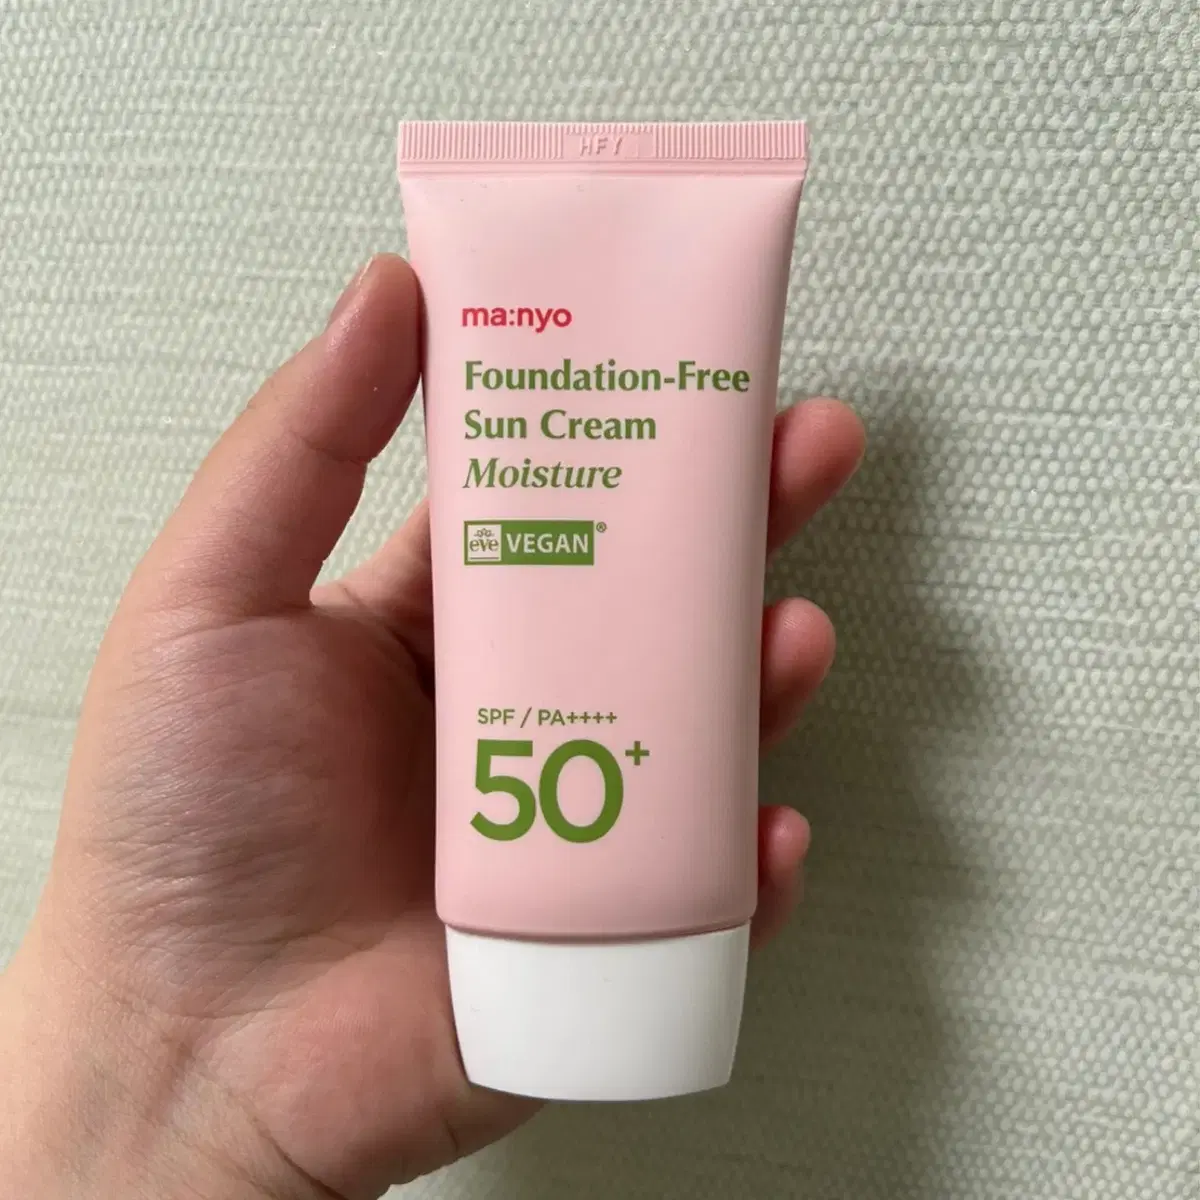 HFY
ma:nyo
Foundation-Free
Sun Cream
Moisture
eve VEGAN®
SPF / PA++++
50+